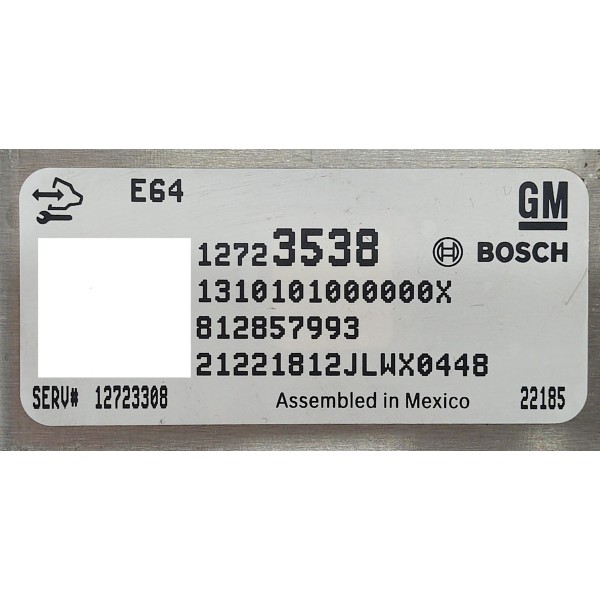 E64
GM
12723538 BOSCH
1310101000000X
812857993
21221812JLWX0448
SERV# 12723308 Assembled in Mexico 22185